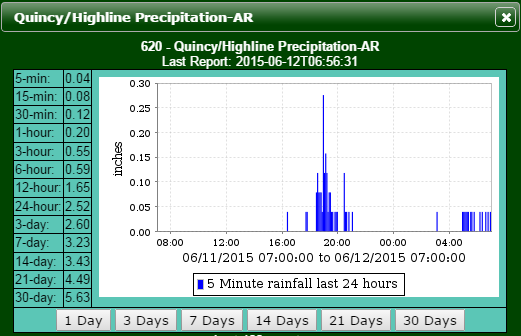 Quincy/Highline Precipitation-AR
620 - Quincy/Highline Precipitation-AR
Last Report: 2015-06-12T06:56:31
5-min: 0.04
15-min: 0.08
30-min: 0.12
1-hour: 0.20
3-hour: 0.55
6-hour: 0.59
12-hour: 1.65
24-hour: 2.52
3-day: 2.60
7-day: 3.23
14-day: 3.43
21-day: 4.49
30-day: 5.63
inches
0.30
0.25
0.20
0.15
0.10
0.05
0.00
08:00 12:00 16:00 20:00 00:00 04:00
06/11/2015 07:00:00 to 06/12/2015 07:00:00
5 Minute rainfall last 24 hours
1 Day 3 Days 7 Days 14 Days 21 Days 30 Days